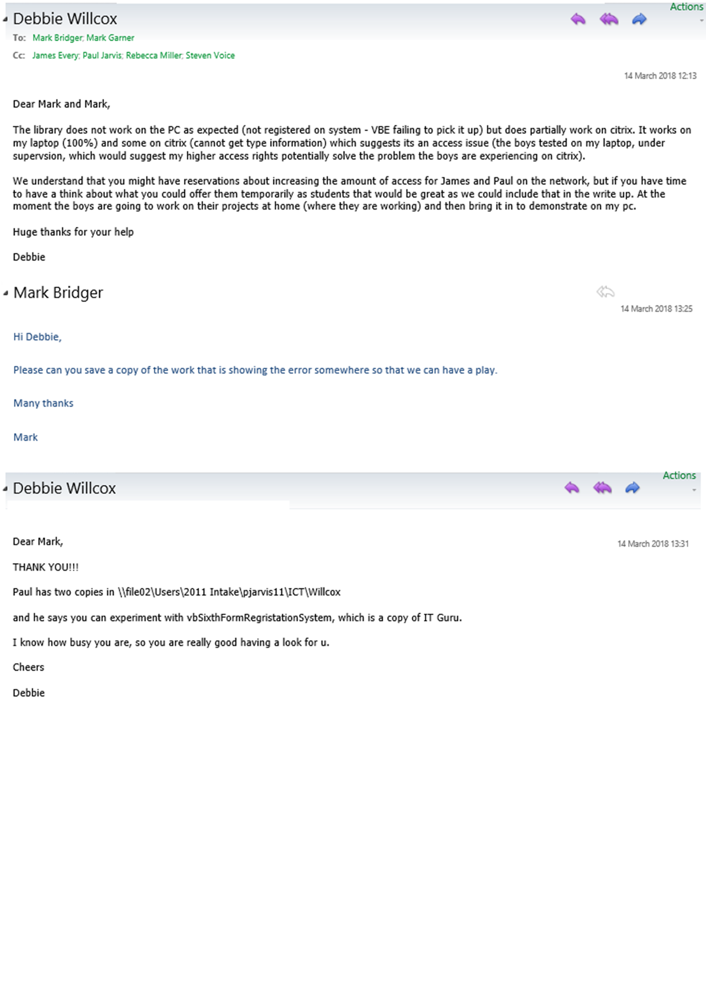 Actions
Debbie Willcox
To: Mark Bridger; Mark Garner
Cc: James Every; Paul Jarvis; Rebecca Miller; Steven Voice
14 March 2018 12:13
Dear Mark and Mark,
The library does not work on the PC as expected (not registered on system - VBE failing to pick it up) but does partially work on citrix. It works on
my laptop (100%) and some on citrix (cannot get type information) which suggests its an access issue (the boys tested on my laptop, under
supervsion, which would suggest my higher access rights potentially solve the problem the boys are experiencing on citrix).
We understand that you might have reservations about increasing the amount of access for James and Paul on the network, but if you have time
to have a think about what you could offer them temporarily as students that would be great as we could include that in the write up. At the
moment the boys are going to work on their projects at home (where they are working) and then bring it in to demonstrate on my pc.
Huge thanks for your help
Debbie
Mark Bridger
14 March 2018 13:25
Hi Debbie,
Please can you save a copy of the work that is showing the error somewhere so that we can have a play.
Many thanks
Mark
Actions
Debbie Willcox
Dear Mark,
14 March 2018 13:31
THANK YOU!!!
Paul has two copies in \\file02\Users\2011 Intake\pjarvis11\ICT\Willcox
and he says you can experiment with vbSixthFormRegristationSystem, which is a copy of IT Guru.
I know how busy you are, so you are really good having a look for u.
Cheers
Debbie